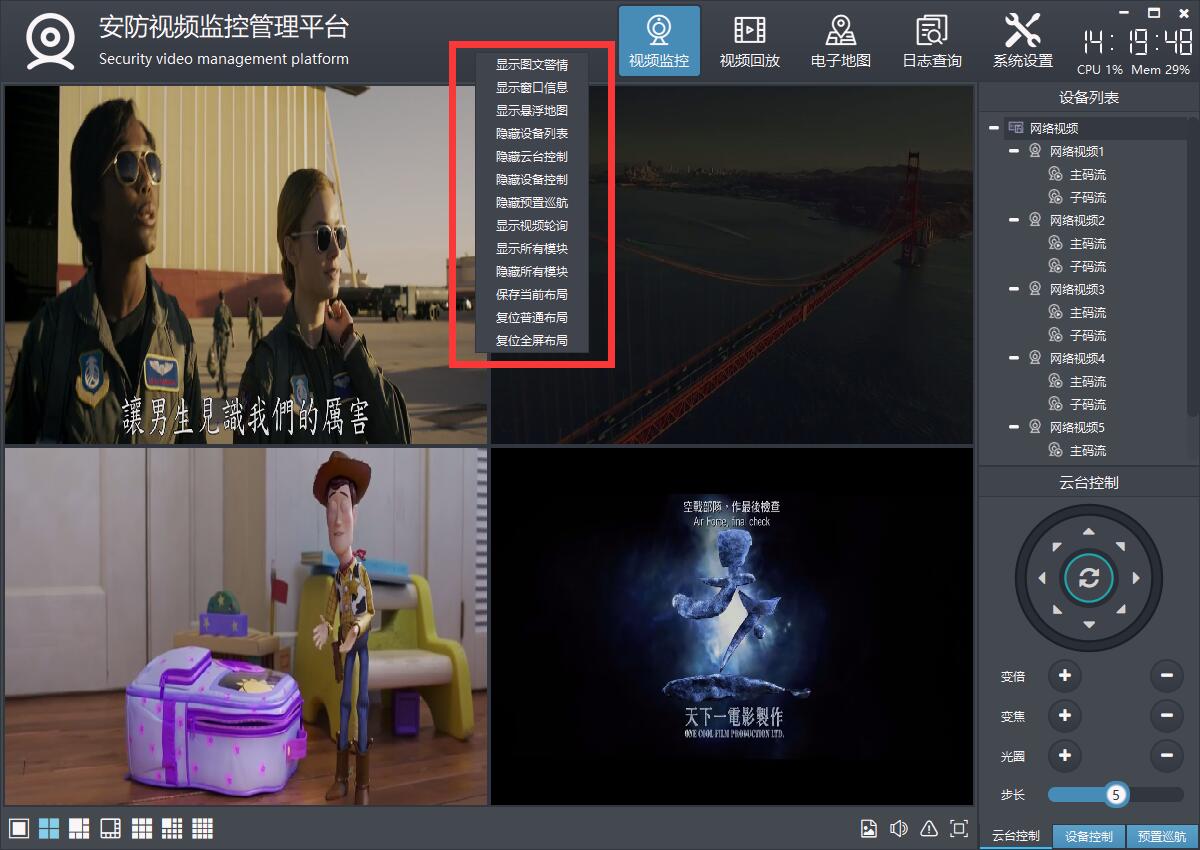 安防视频监控管理平台
Security video management platform
视频监控
视频回放
电子地图
日志查询
系统设置
14:19:48
CPU 1% Mem 29%
显示图文警情
显示窗口信息
显示悬浮地图
隐藏设备列表
隐藏云台控制
隐藏设备控制
隐藏预置巡航
显示视频轮询
显示所有模块
隐藏所有模块
保存当前布局
复位普通布局
复位全屏布局
讓男生見識我們的厲害
空戰部隊，作最後檢查
Air Force, final check
天下一電影製作
ONE COOL FILM PRODUCTION LTD.
设备列表
网络视频
网络视频1
主码流
子码流
网络视频2
主码流
子码流
网络视频3
主码流
子码流
网络视频4
主码流
子码流
网络视频5
主码流
云台控制
变倍
变焦
光圈
步长
5
云台控制
设备控制
预置巡航